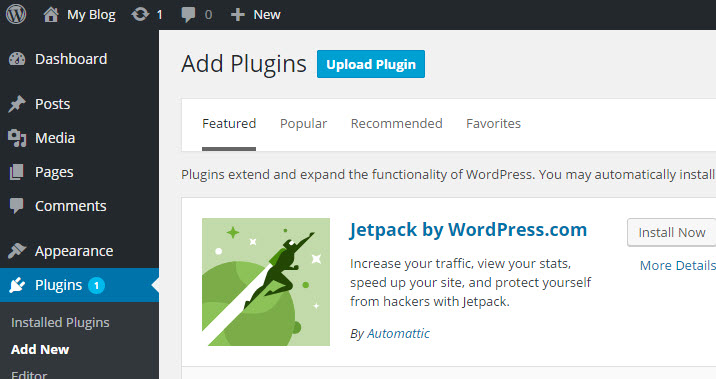 My Blog 1 0 + New
Dashboard
Posts
Media
Pages
Comments
Appearance
Plugins 1
Installed Plugins
Add New
Editor
Add Plugins Upload Plugin
Featured Popular Recommended Favorites
Plugins extend and expand the functionality of WordPress. You may automatically install
Jetpack by WordPress.com
Install Now
More Details
Increase your traffic, view your stats,
speed up your site, and protect yourself
from hackers with Jetpack.
By Automattic